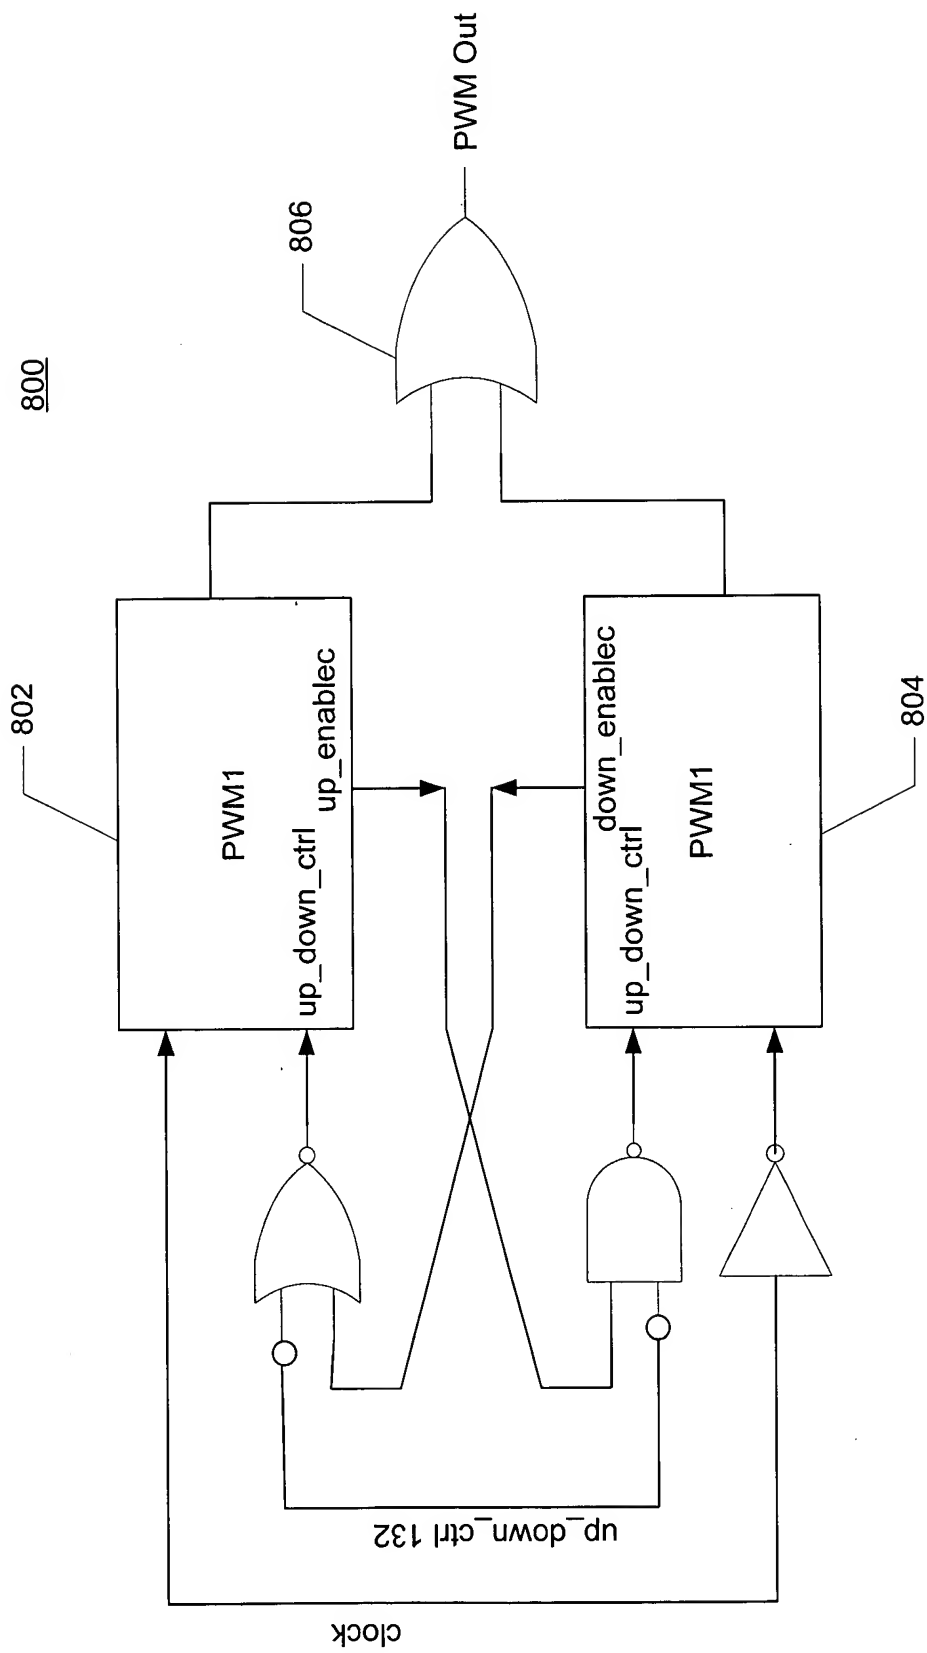 800
802
PWM1
up_down_ctrl
up_enablec
806
PWM Out
clock
up_down_ctrl 132
down_enablec
up_down_ctrl
PWM1
804